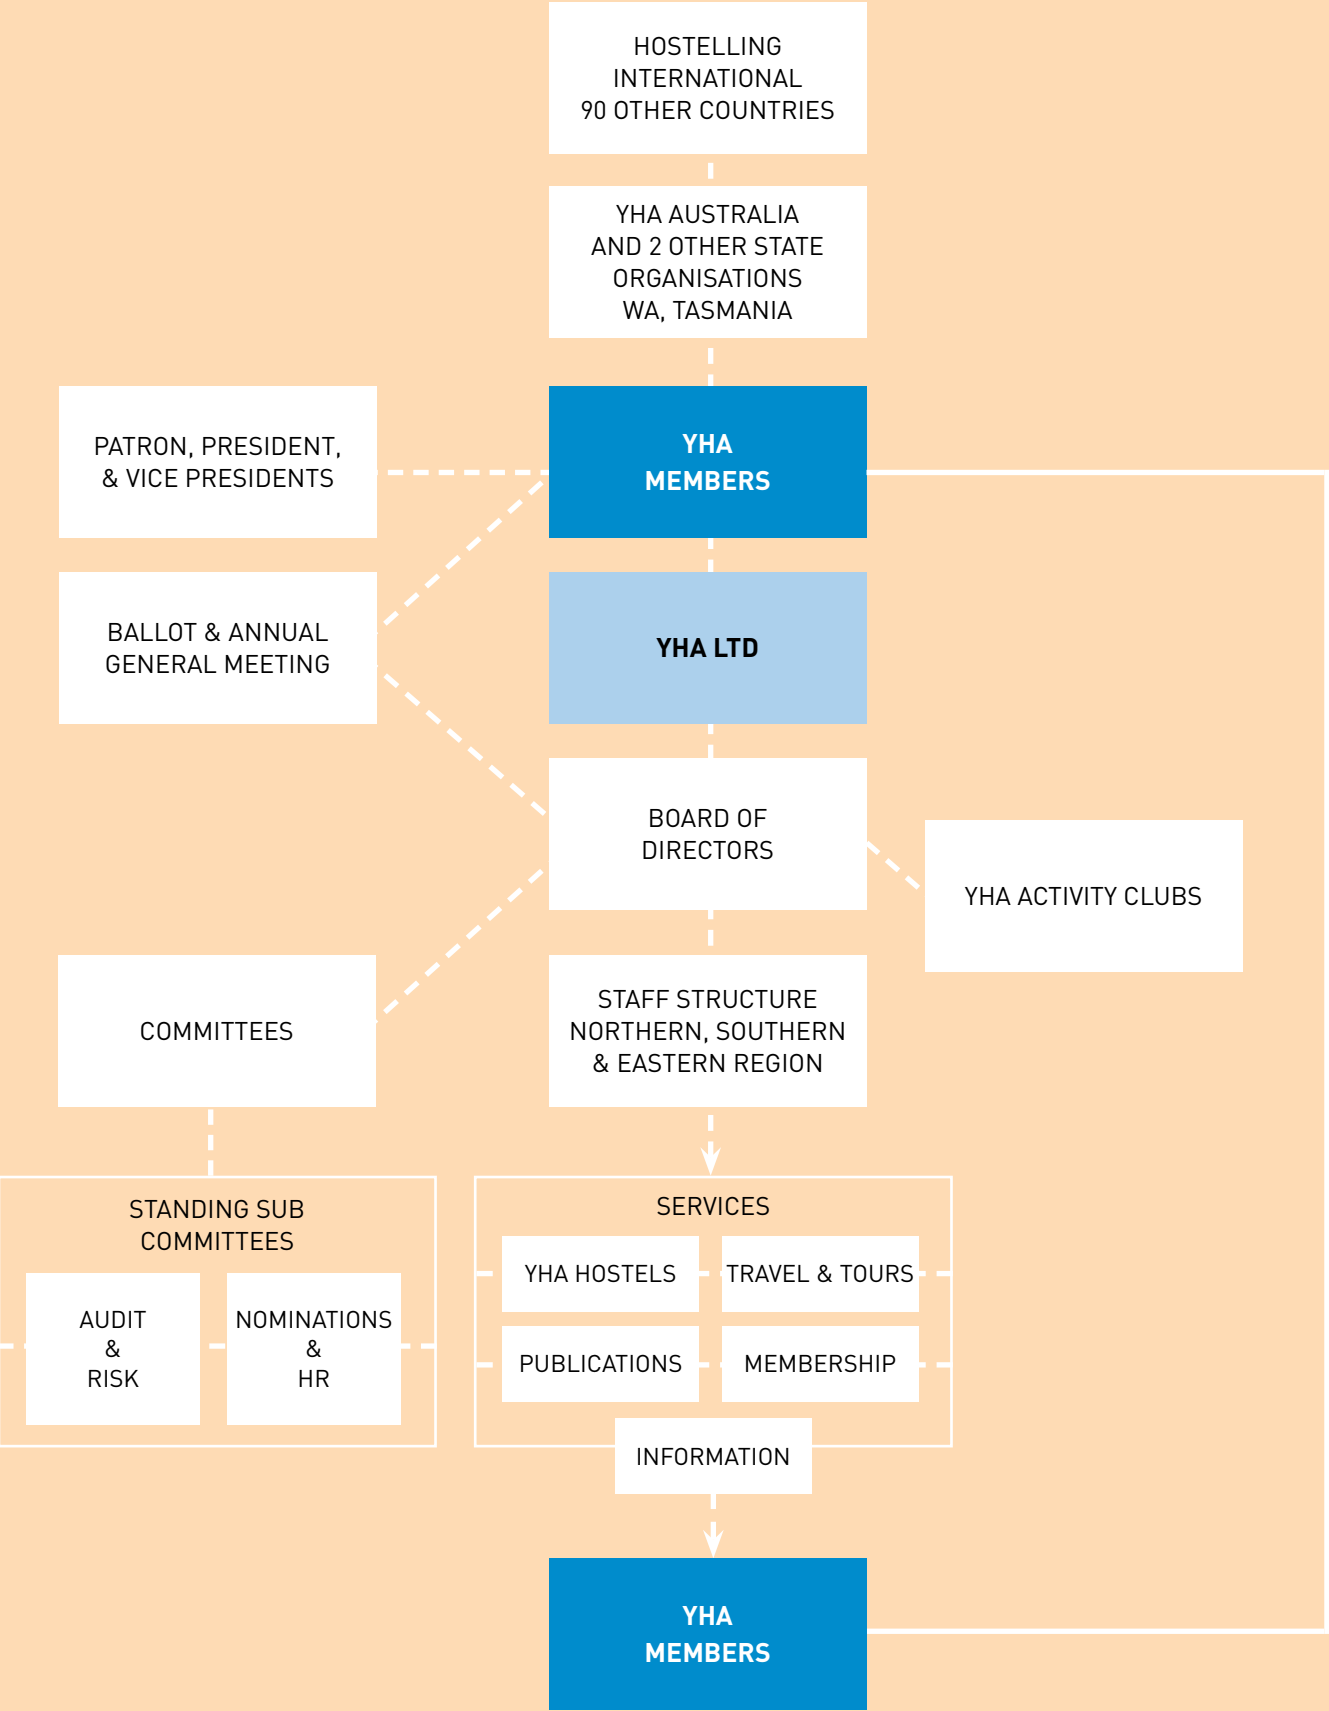 HOSTELLING
INTERNATIONAL
90 OTHER COUNTRIES
YHA AUSTRALIA
AND 2 OTHER STATE
ORGANISATIONS
WA, TASMANIA
PATRON, PRESIDENT,
& VICE PRESIDENTS
YHA
MEMBERS
BALLOT & ANNUAL
GENERAL MEETING
YHA LTD
BOARD OF
DIRECTORS
YHA ACTIVITY CLUBS
COMMITTEES
STAFF STRUCTURE
NORTHERN, SOUTHERN
& EASTERN REGION
STANDING SUB
COMMITTEES
AUDIT
&
RISK
NOMINATIONS
&
HR
SERVICES
YHA HOSTELS
TRAVEL & TOURS
PUBLICATIONS
MEMBERSHIP
INFORMATION
YHA
MEMBERS